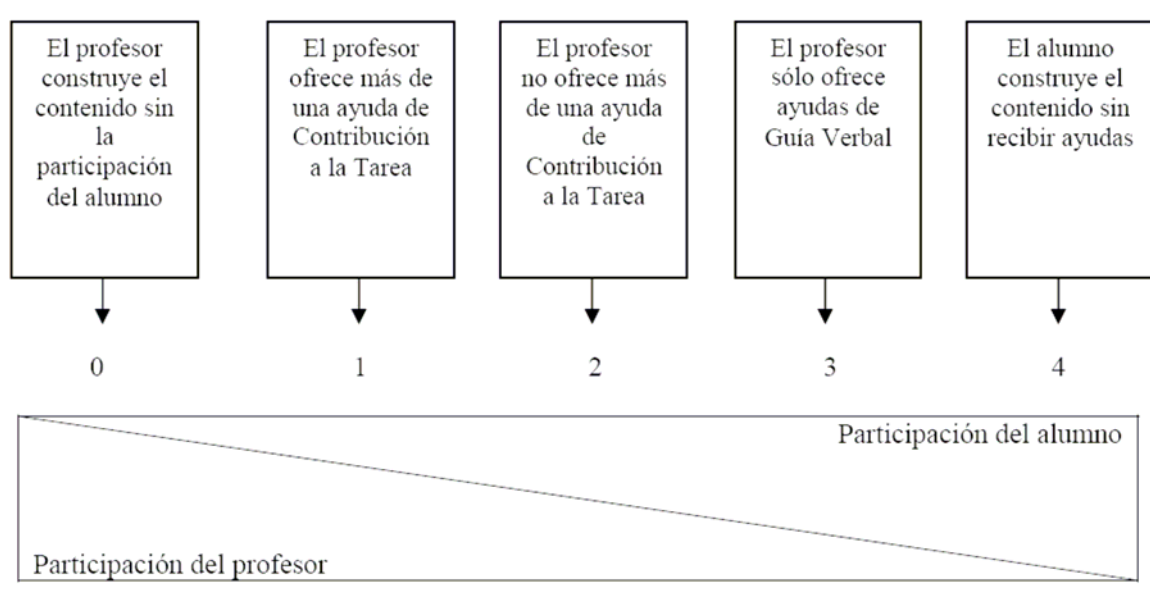 El profesor
construye el
contenido sin
la
participación
del alumno
El profesor
ofrece más de
una ayuda de
Contribución
a la Tarea
El profesor
no ofrece más
de una ayuda
de
Contribución
a la Tarea
El profesor
sólo ofrece
ayudas de
Guía Verbal
El alumno
construye el
contenido sin
recibir ayudas
0
1
2
3
4
Participación del alumno
Participación del profesor